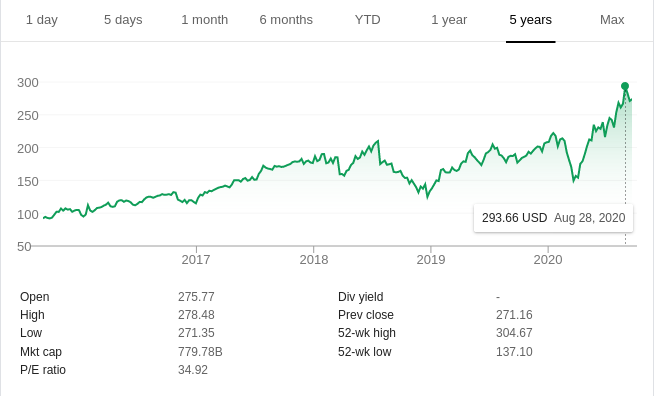 1 day 5 days 1 month 6 months YTD 1 year 5 years Max
300
250
200
150
100
50
293.66 USD Aug 28, 2020
2017 2018 2019 2020
Open 275.77 Div yield -
High 278.48 Prev close 271.16
Low 271.35 52-wk high 304.67
Mkt cap 779.78B 52-wk low 137.10
P/E ratio 34.92